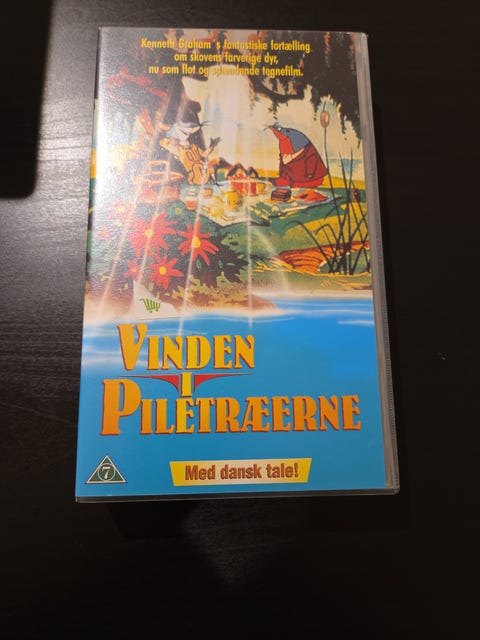 Kenneth Graham´s fantastiske fortælling
om skovens farverige dyr,
nu som flot og spændende tegnefilm.
VINDEN
I
PILETRÆERNE
7
Med dansk tale!